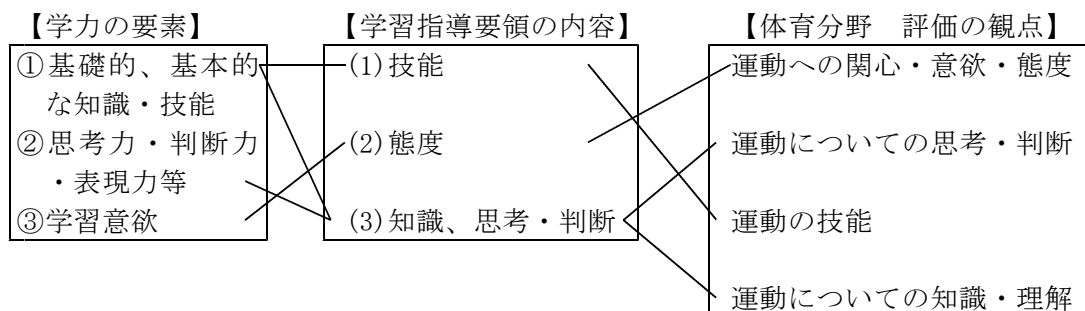 【学力の要素】
①基礎的、基本的
な知識・技能
②思考力・判断力
・表現力等
③学習意欲
【学習指導要領の内容】
(1)技能
(2)態度
(3)知識、思考・判断
【体育分野　評価の観点】
運動への関心・意欲・態度
運動についての思考・判断
運動の技能
運動についての知識・理解